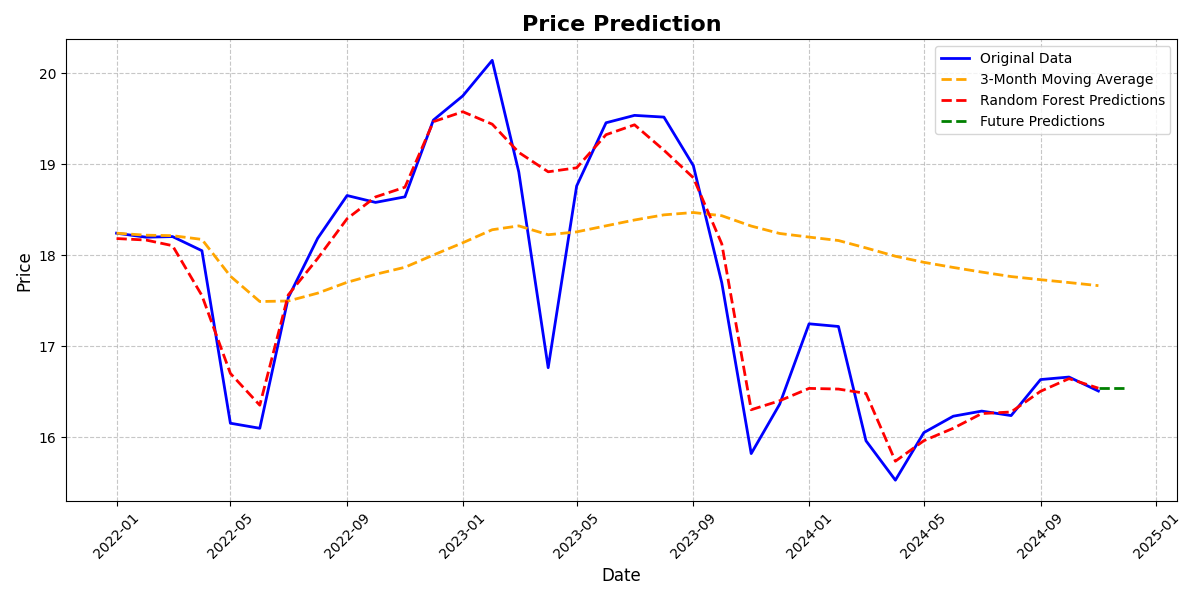 Price Prediction
Original Data
3-Month Moving Average
Random Forest Predictions
Future Predictions
Price
20
19
18
17
16
2022-01
2022-05
2022-09
2023-01
2023-05
2023-09
2024-01
2024-05
2024-09
2025-01
Date